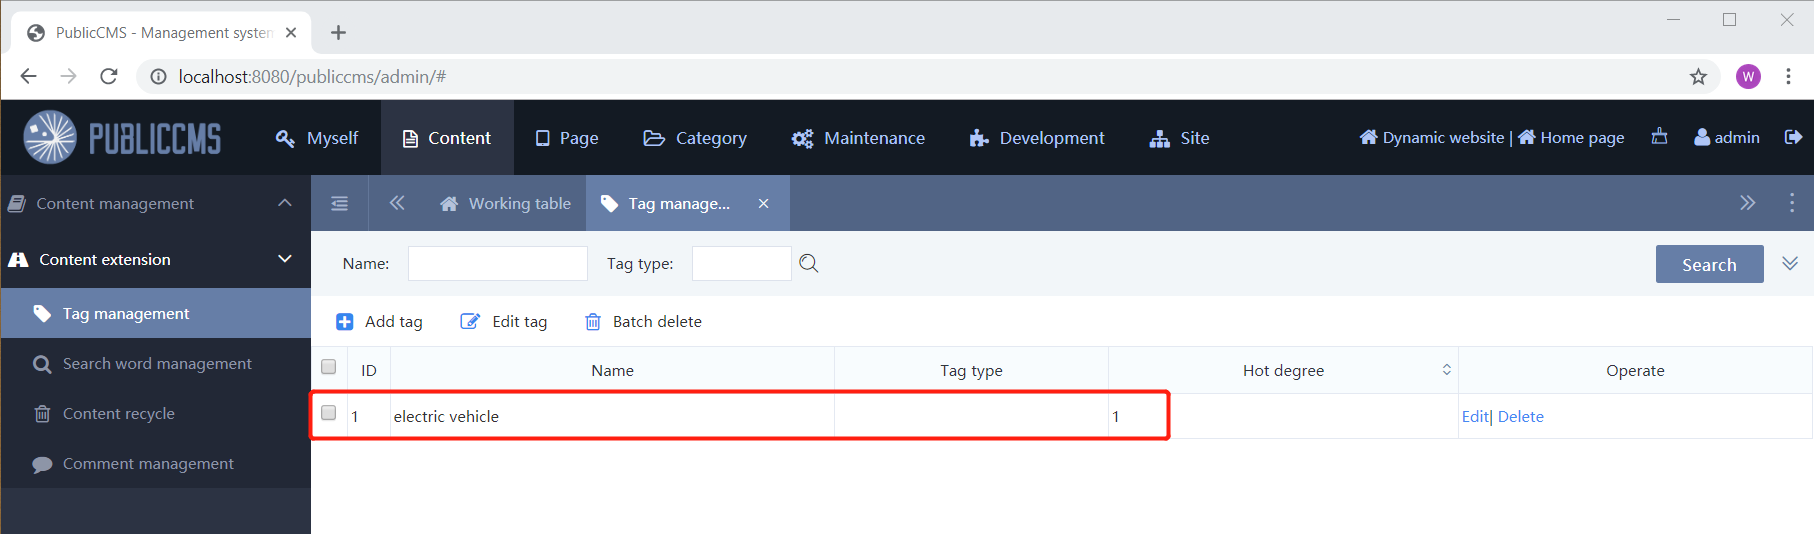 PublicCMS - Management system
localhost:8080/publiccms/admin/#
W
PUBLICCMS
Myself
Content
Page
Category
Maintenance
Development
Site
Dynamic website | Home page
admin
Content management
Working table
Tag manage...
Content extension
Name:
Tag type:
Search
Tag management
Add tag
Edit tag
Batch delete
Search word management
ID
Name
Tag type
Hot degree
Operate
Content recycle
1
electric vehicle
1
Edit| Delete
Comment management